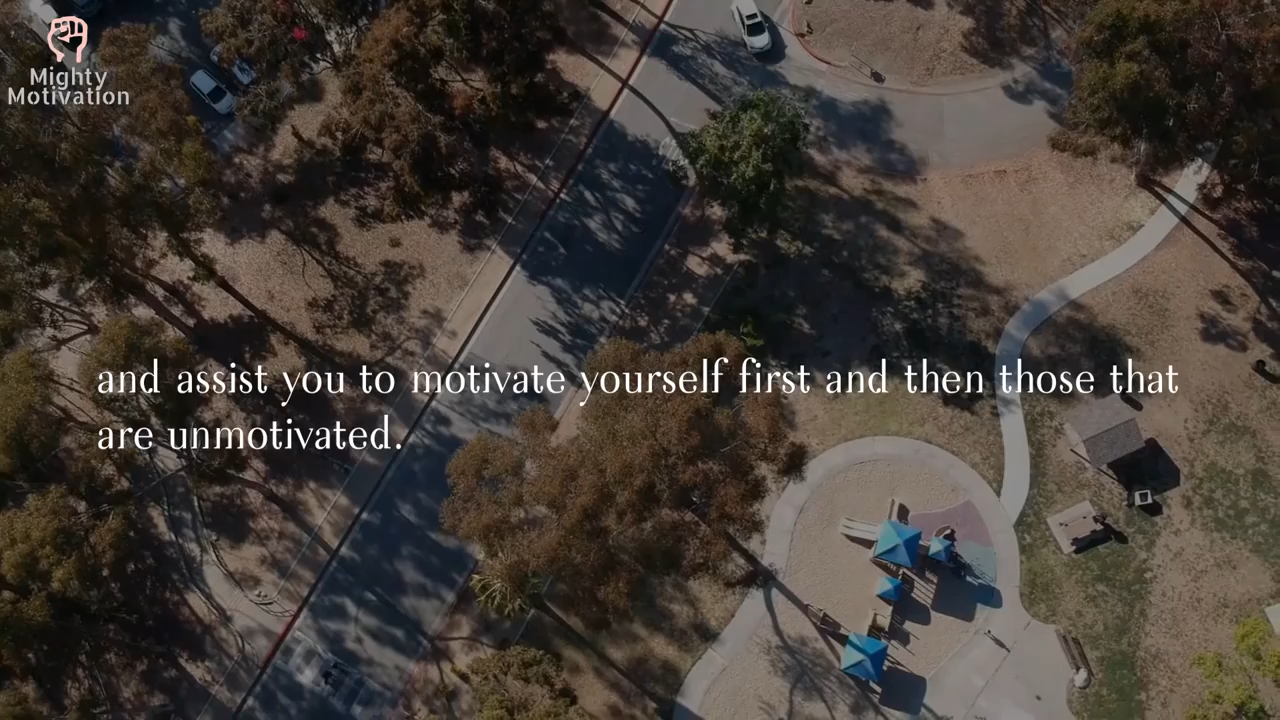 Mighty
Motivation
and assist you to motivate yourself first and then those that
are unmotivated.